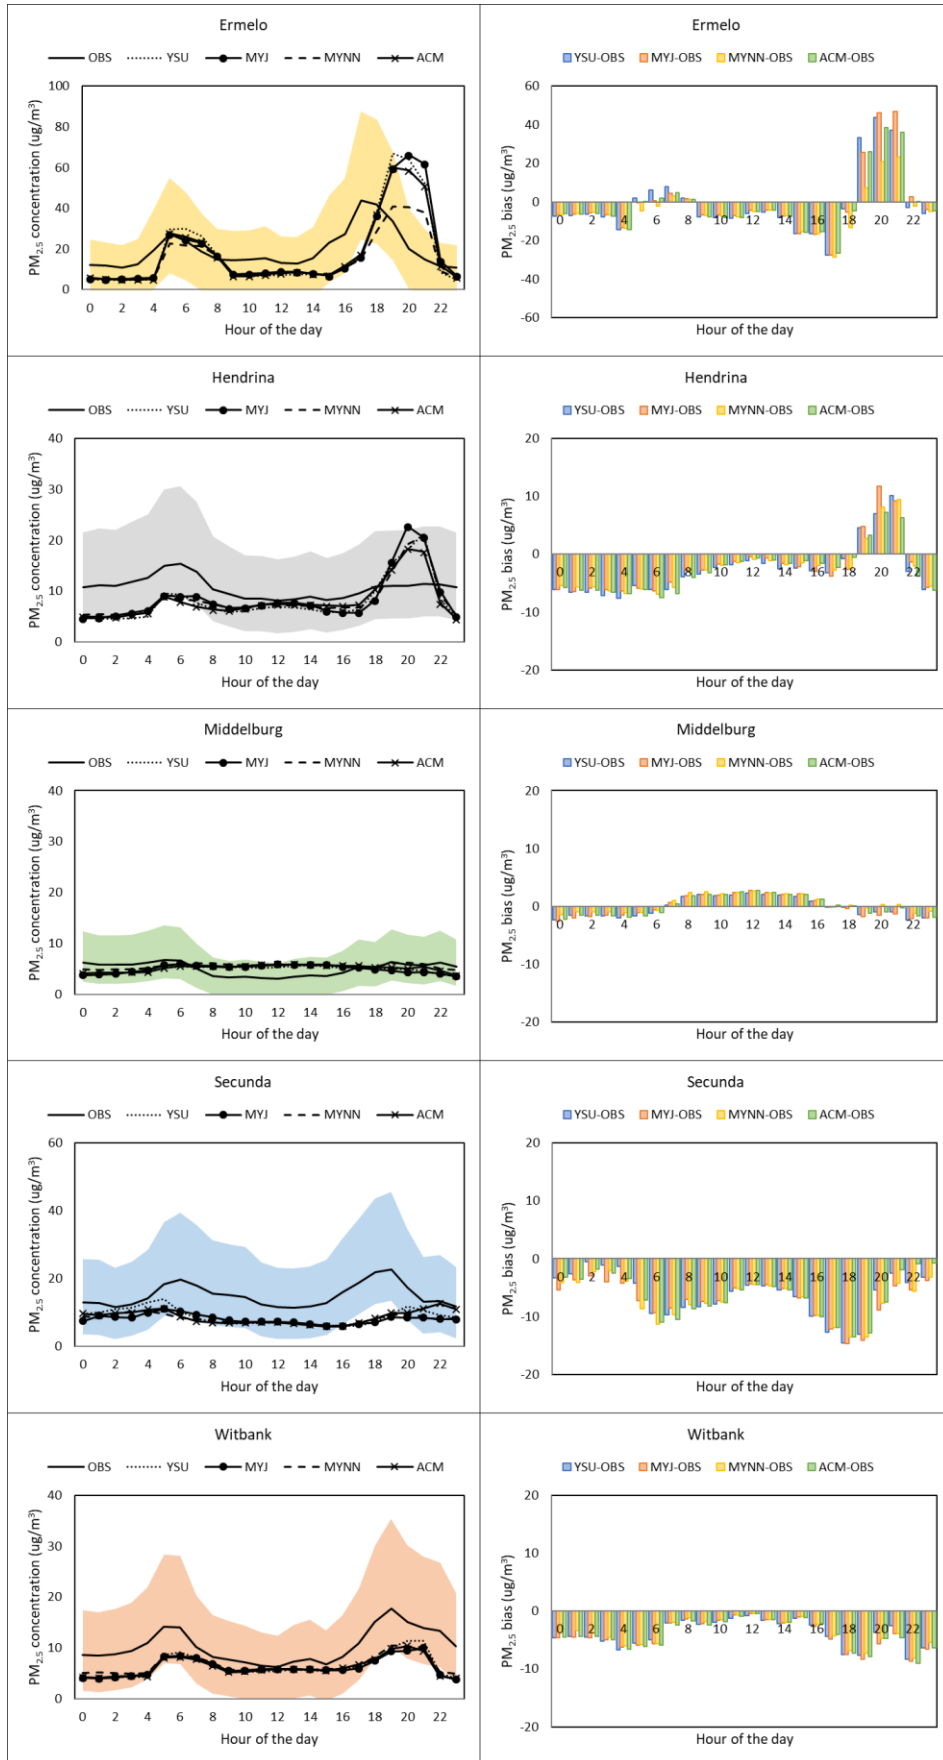 Ermelo
OBS YSU MYJ MYNN ACM
PM2.5 concentration (ug/m³)
100
80
60
40
20
0
0 2 4 6 8 10 12 14 16 18 20 22
Hour of the day
Ermelo
YSU-OBS MYJ-OBS MYNN-OBS ACM-OBS
PM2.5 bias (ug/m³)
60
40
20
0
-20
-40
-60
0 2 4 6 8 10 12 14 16 18 20 22
Hour of the day
Hendrina
OBS YSU MYJ MYNN ACM
PM2.5 concentration (ug/m³)
40
30
20
10
0
0 2 4 6 8 10 12 14 16 18 20 22
Hour of the day
Hendrina
YSU-OBS MYJ-OBS MYNN-OBS ACM-OBS
PM2.5 bias (ug/m³)
20
10
0
-10
-20
0 2 4 6 8 10 12 14 16 18 20 22
Hour of the day
Middelburg
OBS YSU MYJ MYNN ACM
PM2.5 concentration (ug/m³)
40
30
20
10
0
0 2 4 6 8 10 12 14 16 18 20 22
Hour of the day
Middelburg
YSU-OBS MYJ-OBS MYNN-OBS ACM-OBS
PM2.5 bias (ug/m³)
20
10
0
-10
-20
0 2 4 6 8 10 12 14 16 18 20 22
Hour of the day
Secunda
OBS YSU MYJ MYNN ACM
PM2.5 concentration (ug/m³)
60
40
20
0
0 2 4 6 8 10 12 14 16 18 20 22
Hour of the day
Secunda
YSU-OBS MYJ-OBS MYNN-OBS ACM-OBS
PM2.5 bias (ug/m³)
20
10
0
-10
-20
0 2 4 6 8 10 12 14 16 18 20 22
Hour of the day
Witbank
OBS YSU MYJ MYNN ACM
PM2.5 concentration (ug/m³)
40
30
20
10
0
0 2 4 6 8 10 12 14 16 18 20 22
Hour of the day
Witbank
YSU-OBS MYJ-OBS MYNN-OBS ACM-OBS
PM2.5 bias (ug/m³)
20
10
0
-10
-20
0 2 4 6 8 10 12 14 16 18 20 22
Hour of the day